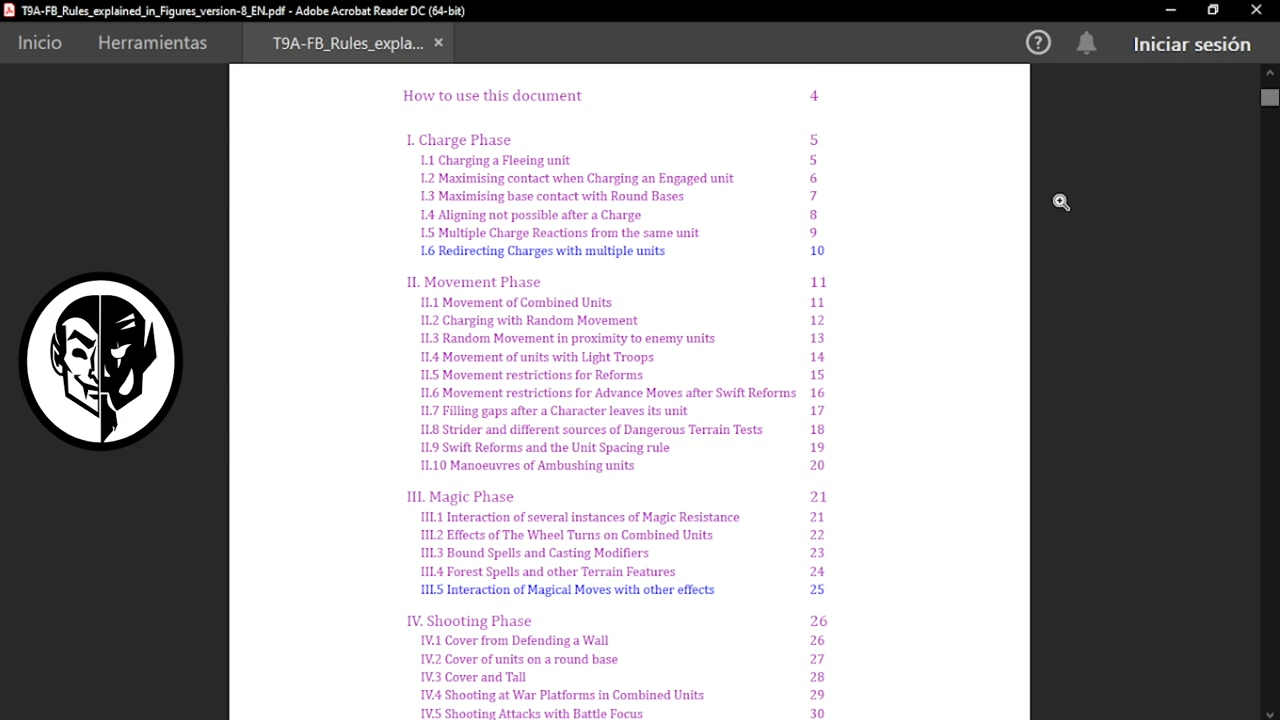 T9A-FB_Rules_explained_in_Figures_version-8_EN.pdf - Adobe Acrobat Reader DC (64-bit)
Inicio Herramientas T9A-FB_Rules_expla... × Iniciar sesión
How to use this document 4
I. Charge Phase 5
I.1 Charging a Fleeing unit 5
I.2 Maximising contact when Charging an Engaged unit 6
I.3 Maximising base contact with Round Bases 7
I.4 Aligning not possible after a Charge 8
I.5 Multiple Charge Reactions from the same unit 9
I.6 Redirecting Charges with multiple units 10
II. Movement Phase 11
II.1 Movement of Combined Units 11
II.2 Charging with Random Movement 12
II.3 Random Movement in proximity to enemy units 13
II.4 Movement of units with Light Troops 14
II.5 Movement restrictions for Reforms 15
II.6 Movement restrictions for Advance Moves after Swift Reforms 16
II.7 Filling gaps after a Character leaves its unit 17
II.8 Strider and different sources of Dangerous Terrain Tests 18
II.9 Swift Reforms and the Unit Spacing rule 19
II.10 Manoeuvres of Ambushing units 20
III. Magic Phase 21
III.1 Interaction of several instances of Magic Resistance 21
III.2 Effects of The Wheel Turns on Combined Units 22
III.3 Bound Spells and Casting Modifiers 23
III.4 Forest Spells and other Terrain Features 24
III.5 Interaction of Magical Moves with other effects 25
IV. Shooting Phase 26
IV.1 Cover from Defending a Wall 26
IV.2 Cover of units on a round base 27
IV.3 Cover and Tall 28
IV.4 Shooting at War Platforms in Combined Units 29
IV.5 Shooting Attacks with Battle Focus 30